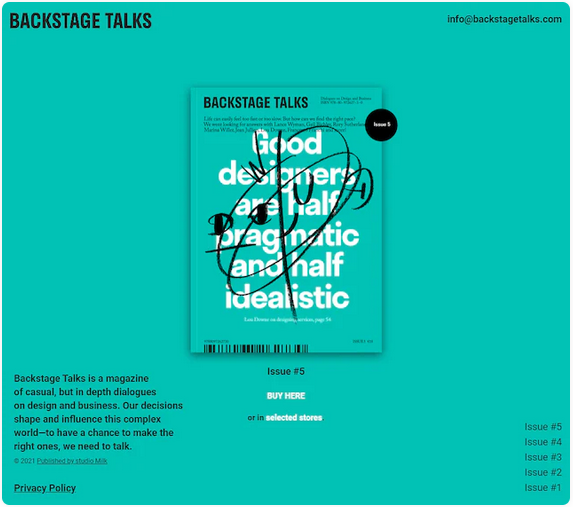 BACKSTAGE TALKS
info@backstagetalks.com
BACKSTAGE TALKS
Issue 5
Good
designers
are half
pragmatic
and half
idealistic
Issue #5
BUY HERE
or in selected stores
Backstage Talks is a magazine
of casual, but in depth dialogues
on design and business. Our decisions
shape and influence this complex
world—to have a chance to make the
right ones, we need to talk.
© 2021 Published by studio Milk
Privacy Policy
Issue #5
Issue #4
Issue #3
Issue #2
Issue #1